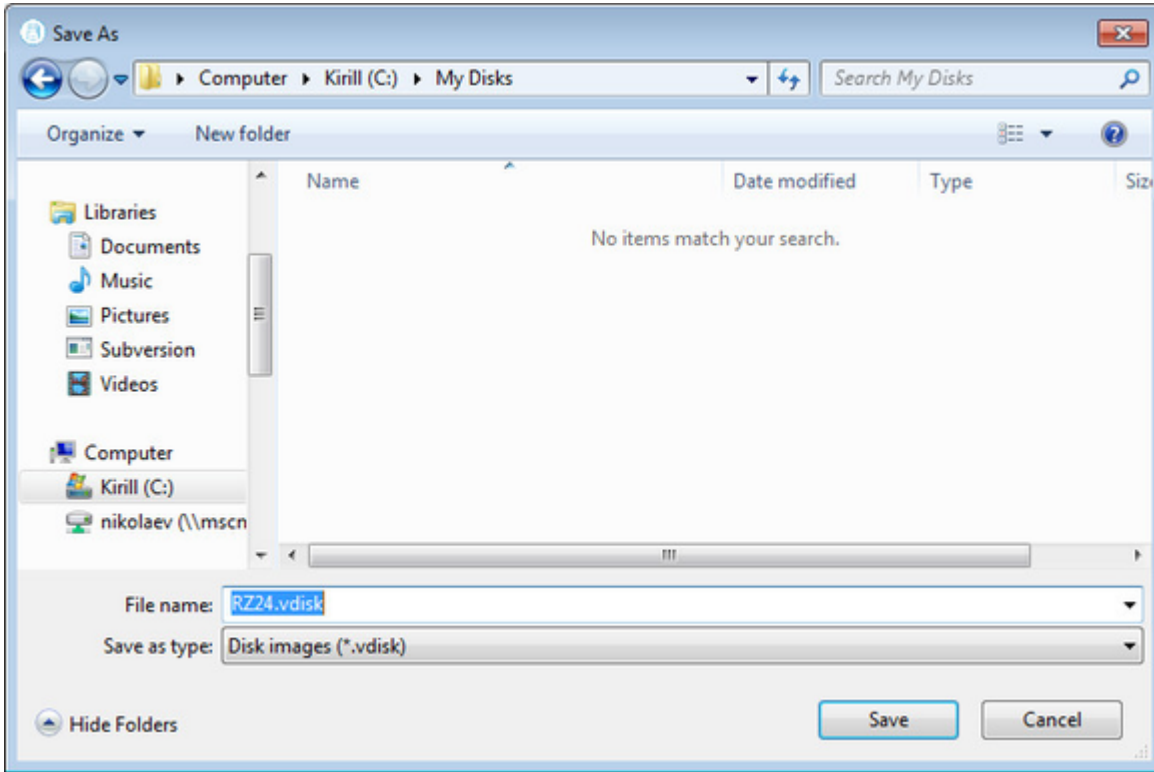 Save As
Computer Kirill (C:) My Disks Search My Disks
Organize New folder
Name Date modified Type
Libraries
No items match your search.
Documents
Music
Pictures
Subversion
Videos
Computer
Kirill (C:)
nikolaev (\\mscn
File name: RZ24.vdisk
Save as type: Disk images (*.vdisk)
Hide Folders Save Cancel